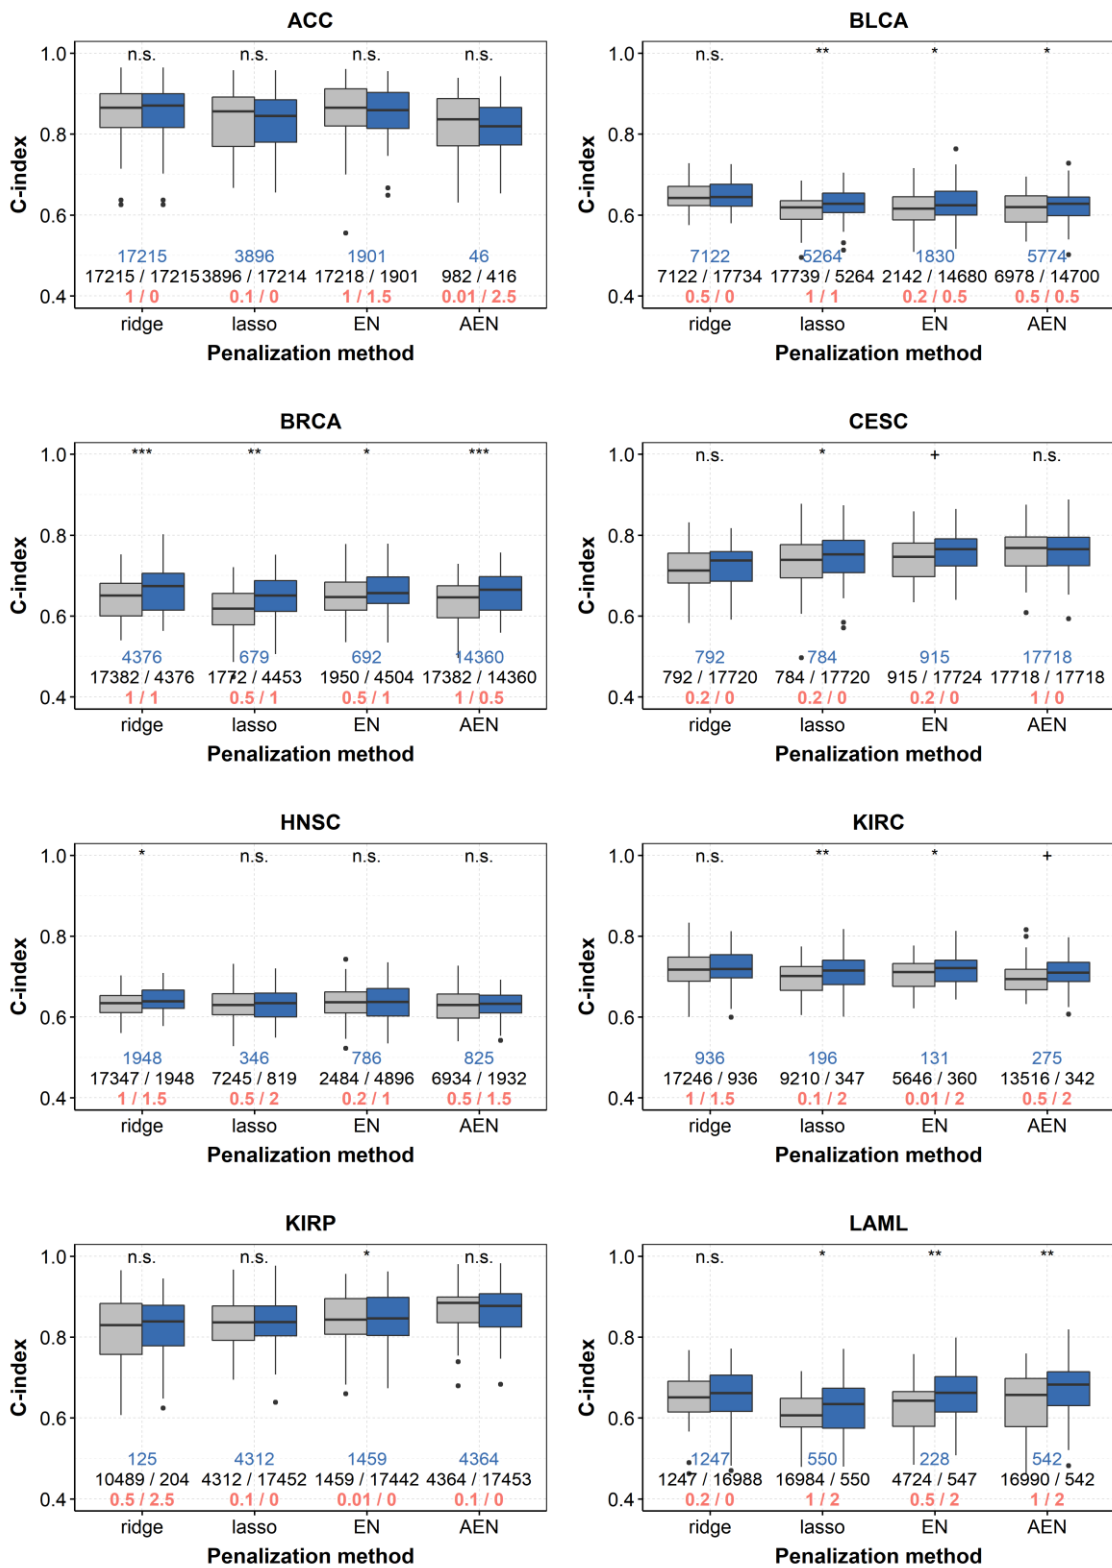 ACC
C-index
1.0
0.8
0.6
0.4
n.s. n.s. n.s. n.s.
17215 3896 1901 46
17215 / 17215 3896 / 17214 17218 / 1901 982 / 416
1 / 0 0.1 / 0 1 / 1.5 0.01 / 2.5
ridge lasso EN AEN
Penalization method
BLCA
C-index
1.0
0.8
0.6
0.4
n.s. ** * *
7122 5264 1830 5774
7122 / 17734 17739 / 5264 2142 / 14680 6978 / 14700
0.5 / 0 1 / 1 0.2 / 0.5 0.5 / 0.5
ridge lasso EN AEN
Penalization method
BRCA
C-index
1.0
0.8
0.6
0.4
*** ** * ***
4376 679 692 14360
17382 / 4376 1772 / 4453 1950 / 4504 17382 / 14360
1 / 1 0.5 / 1 0.5 / 1 1 / 0.5
ridge lasso EN AEN
Penalization method
CESC
C-index
1.0
0.8
0.6
0.4
n.s. * + n.s.
792 784 915 17718
792 / 17720 784 / 17720 915 / 17724 17718 / 17718
0.2 / 0 0.2 / 0 0.2 / 0 1 / 0
ridge lasso EN AEN
Penalization method
HNSC
C-index
1.0
0.8
0.6
0.4
* n.s. n.s. n.s.
1948 346 786 825
17347 / 1948 7245 / 819 2484 / 4896 6934 / 1932
1 / 1.5 0.5 / 2 0.2 / 1 0.5 / 1.5
ridge lasso EN AEN
Penalization method
KIRC
C-index
1.0
0.8
0.6
0.4
n.s. ** * +
936 196 131 275
17246 / 936 9210 / 347 5646 / 360 13516 / 342
1 / 1.5 0.1 / 2 0.01 / 2 0.5 / 2
ridge lasso EN AEN
Penalization method
KIRP
C-index
1.0
0.8
0.6
0.4
n.s. n.s. * n.s.
125 4312 1459 4364
10489 / 204 4312 / 17452 1459 / 17442 4364 / 17453
0.5 / 2.5 0.1 / 0 0.01 / 0 0.1 / 0
ridge lasso EN AEN
Penalization method
LAML
C-index
1.0
0.8
0.6
0.4
n.s. * ** **
1247 550 228 542
1247 / 16988 16984 / 550 4724 / 547 16990 / 542
0.2 / 0 1 / 2 0.5 / 2 1 / 2
ridge lasso EN AEN
Penalization method